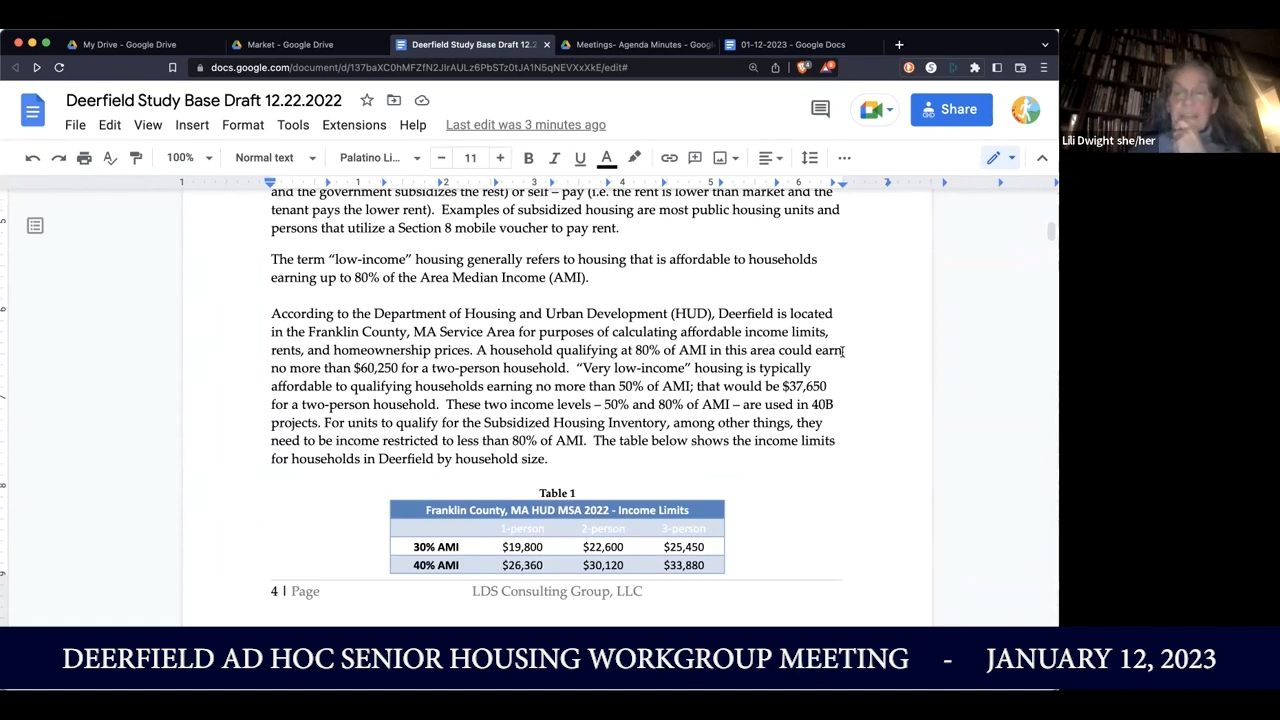 My Drive - Google Drive
Market - Google Drive
Deerfield Study Base Draft 12.2
Meetings- Agenda Minutes - Googl
01-12-2023 - Google Docs
docs.google.com/document/d/137baXC0hMFZfN2JIrAULz6PbSTz0tJA1N5qNEVXxXkE/edit#
Deerfield Study Base Draft 12.22.2022
Share
File Edit View Insert Format Tools Extensions Help Last edit was 3 minutes ago
100% Normal text Palatino Li... 11 B I U A
1 1 2 3 4 5 6 7
and the government subsidizes the rest) or self – pay (i.e. the rent is lower than market and the
tenant pays the lower rent). Examples of subsidized housing are most public housing units and
persons that utilize a Section 8 mobile voucher to pay rent.
The term “low-income” housing generally refers to housing that is affordable to households
earning up to 80% of the Area Median Income (AMI).
According to the Department of Housing and Urban Development (HUD), Deerfield is located
in the Franklin County, MA Service Area for purposes of calculating affordable income limits,
rents, and homeownership prices. A household qualifying at 80% of AMI in this area could earn
no more than $60,250 for a two-person household. “Very low-income” housing is typically
affordable to qualifying households earning no more than 50% of AMI; that would be $37,650
for a two-person household. These two income levels – 50% and 80% of AMI – are used in 40B
projects. For units to qualify for the Subsidized Housing Inventory, among other things, they
need to be income restricted to less than 80% of AMI. The table below shows the income limits
for households in Deerfield by household size.
Table 1
Franklin County, MA HUD MSA 2022 - Income Limits
1-person 2-person 3-person
30% AMI $19,800 $22,600 $25,450
40% AMI $26,360 $30,120 $33,880
4 | Page LDS Consulting Group, LLC
Lili Dwight she/her
DEERFIELD AD HOC SENIOR HOUSING WORKGROUP MEETING - JANUARY 12, 2023